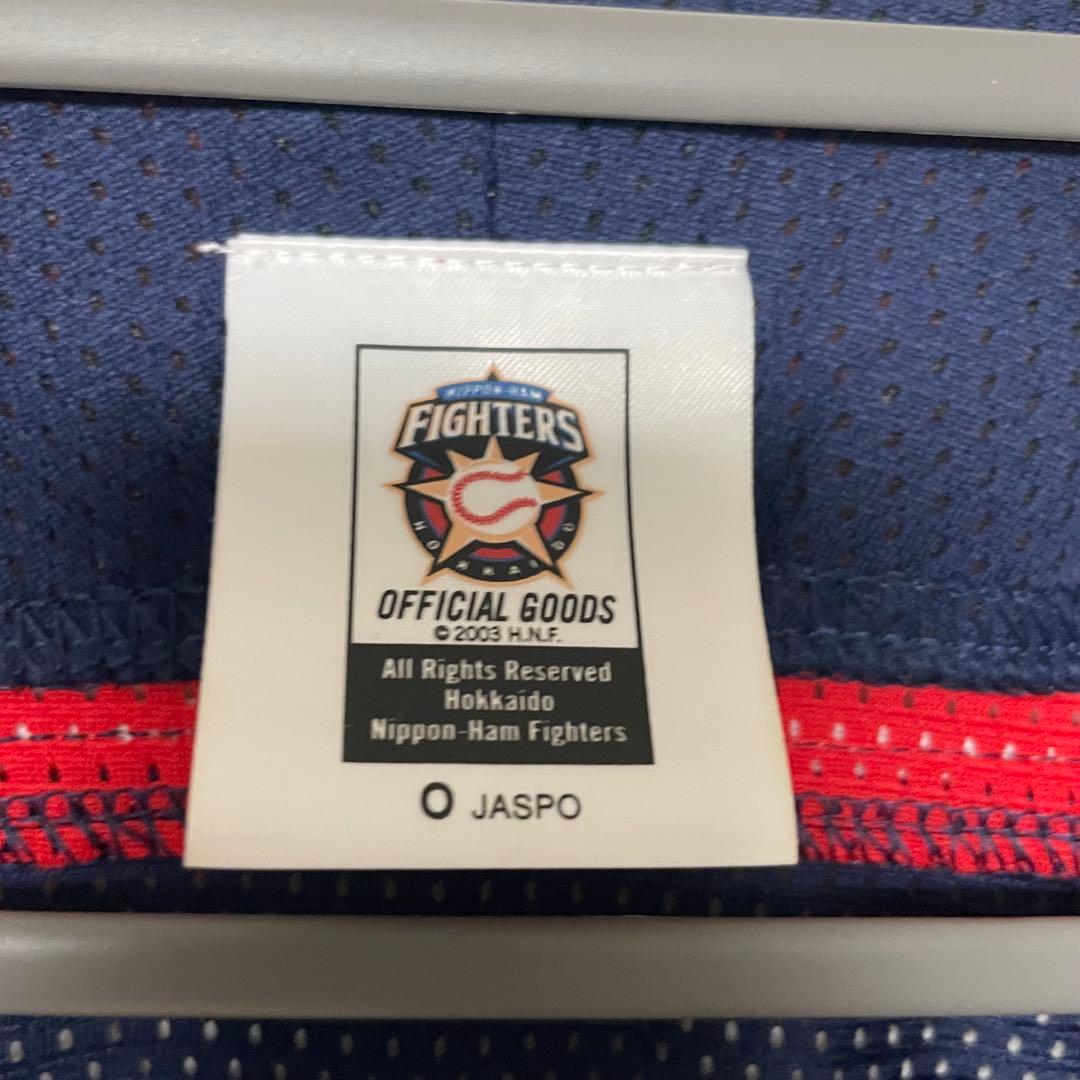 NIPPON-HAM
FIGHTERS
HOKKAIDO
OFFICIAL GOODS
© 2003 H.N.F.
All Rights Reserved
Hokkaido
Nippon-Ham Fighters
O JASPO